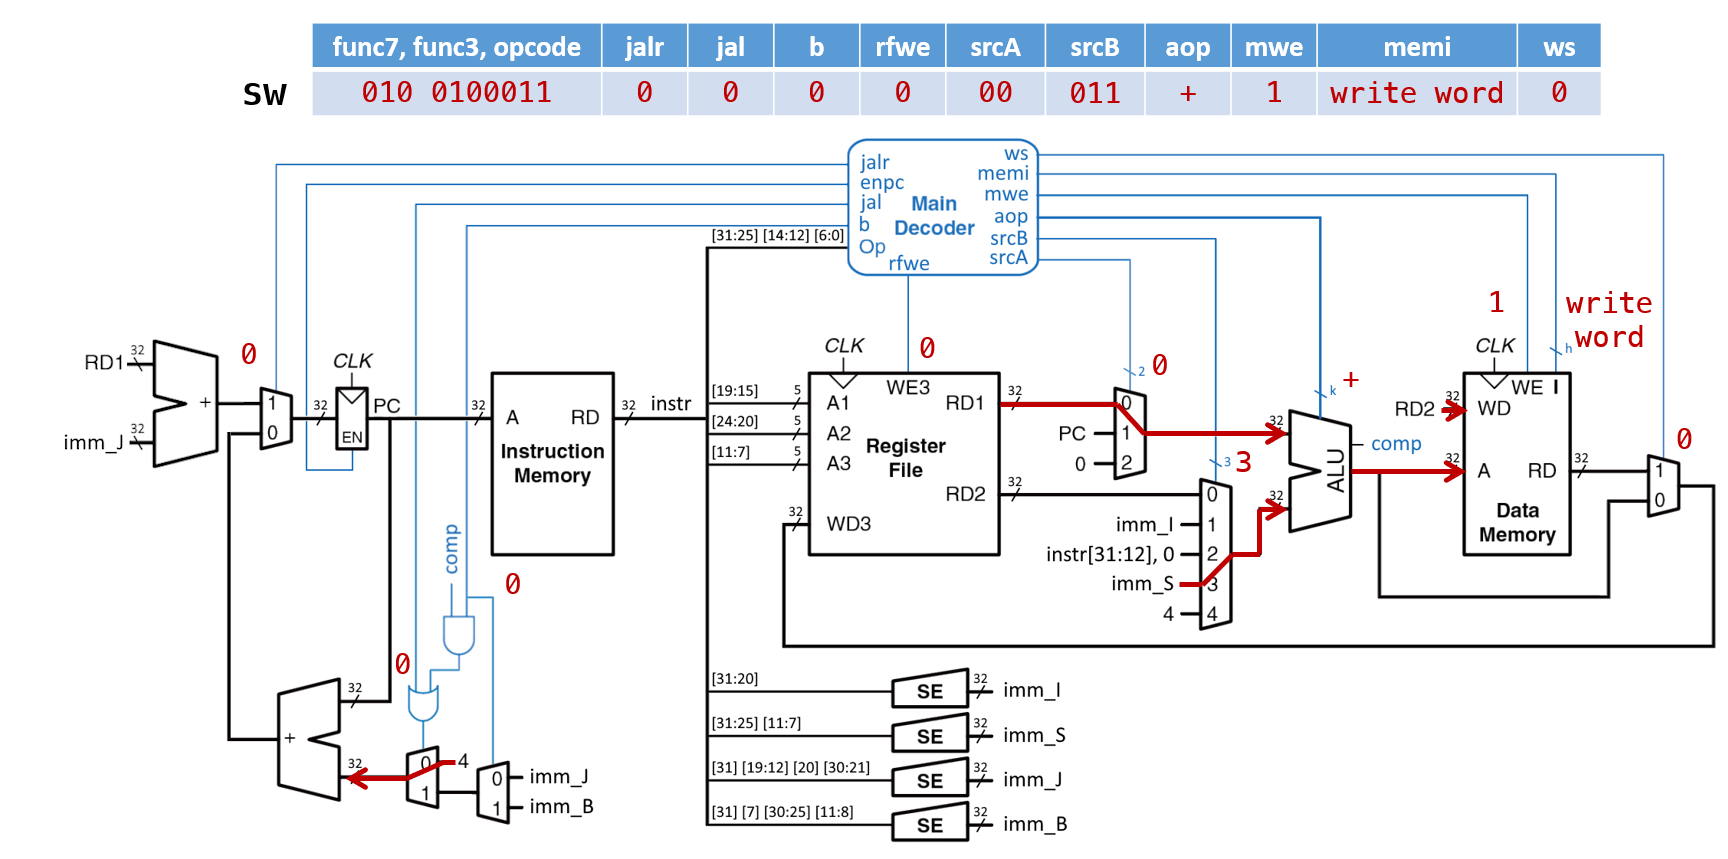 func7, func3, opcode jalr jal b rfwe srcA srcB aop mwe memi ws
sw 010 0100011 0 0 0 0 00 011 + 1 write word 0
jalr ws
enpc memi
jal Main mwe
b Decoder aop
[31:25] [14:12] [6:0] Op srcB
rfwe srcA
1 write
word
h
CLK CLK CLK
0 0 2 0 k +
RD1 32
+ 1 0
imm_J 32
32 PC EN
32 A RD 32 instr
Instruction
Memory
[19:15] 5 A1 WE3 RD1 32
[24:20] 5 A2 Register
[11:7] 5 A3 File
RD2 32
32 WD3
0
PC 1
0 2
3 3
0
imm_I 1
instr[31:12], 0 2
imm_S 3
4 4
32 32 ALU comp
WE I
RD2 32 WD
32 A RD 32
Data
Memory
0
1
0
comp
0
0
32
+
32
0 4
1
0 imm_J
1 imm_B
[31:20] SE 32 imm_I
[31:25] [11:7] SE 32 imm_S
[31] [19:12] [20] [30:21] SE 32 imm_J
[31] [7] [30:25] [11:8] SE 32 imm_B